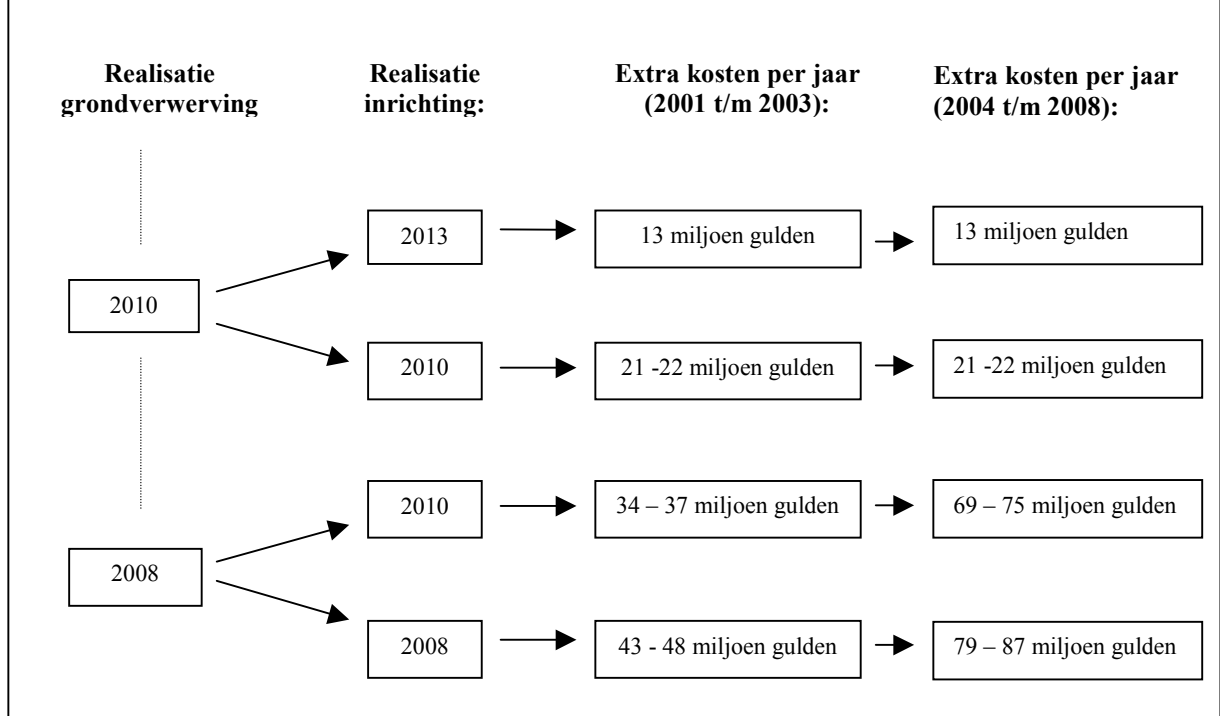 Realisatie
grondverwerving
Realisatie
inrichting:
Extra kosten per jaar
(2001 t/m 2003):
Extra kosten per jaar
(2004 t/m 2008):
2010
2013
13 miljoen gulden
13 miljoen gulden
2010
21 -22 miljoen gulden
21 -22 miljoen gulden
2008
2010
34 – 37 miljoen gulden
69 – 75 miljoen gulden
2008
43 - 48 miljoen gulden
79 – 87 miljoen gulden